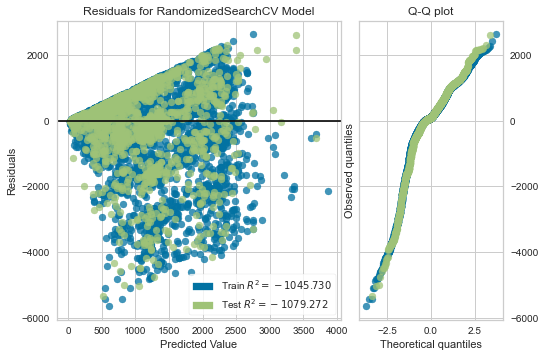 Residuals for RandomizedSearchCV Model
Q-Q plot
2000
0
−2000
−4000
−6000
Residuals
0
500
1000
1500
2000
2500
3000
3500
4000
Predicted Value
Train R² = −1045.730
Test R² = −1079.272
Observed quantiles
2000
0
−2000
−4000
−6000
−2.5
0.0
2.5
Theoretical quantiles